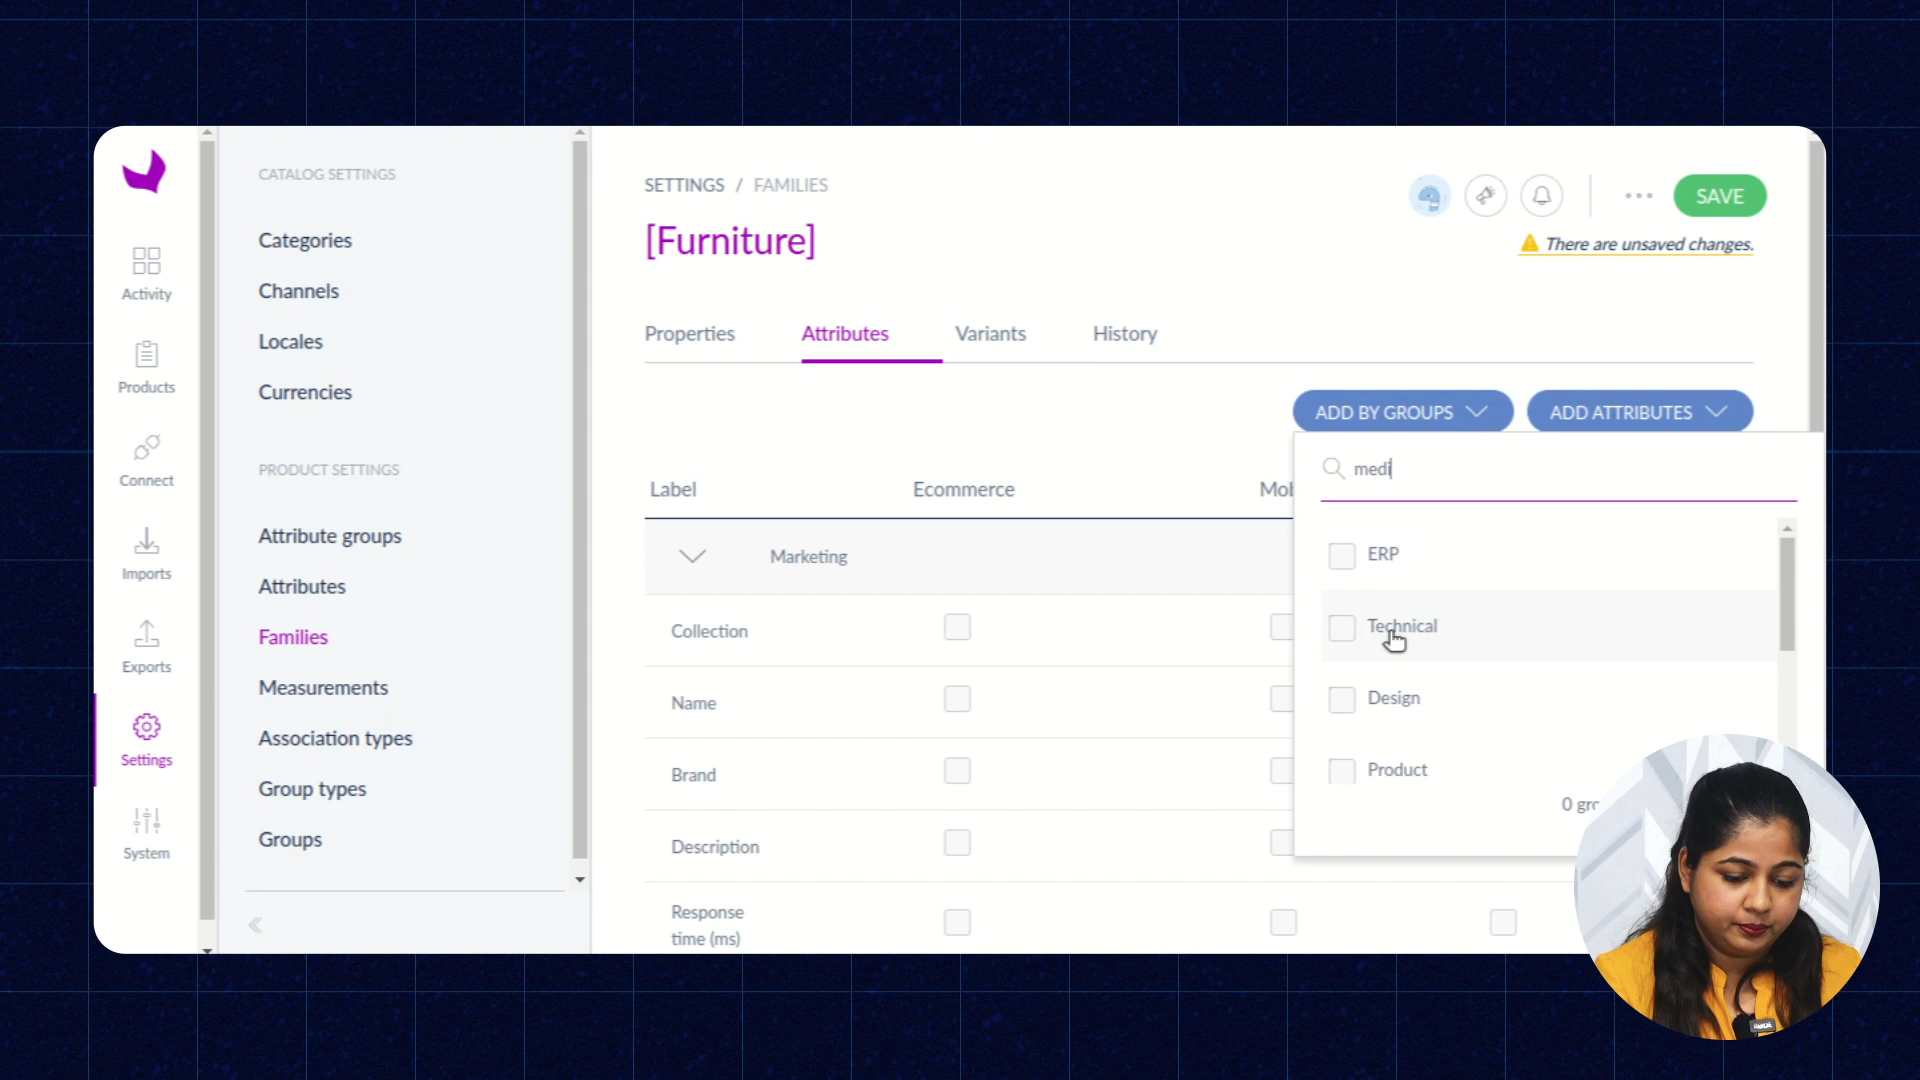 Activity
Products
Connect
Imports
Exports
Settings
System
CATALOG SETTINGS
Categories
Channels
Locales
Currencies
PRODUCT SETTINGS
Attribute groups
Attributes
Families
Measurements
Association types
Group types
Groups
SETTINGS / FAMILIES
[Furniture]
SAVE
There are unsaved changes.
Properties Attributes Variants History
ADD BY GROUPS ADD ATTRIBUTES
Label Ecommerce Mob
Marketing
Collection
Name
Brand
Description
Response
time (ms)
medi
ERP
Technical
Design
Product
0 gro